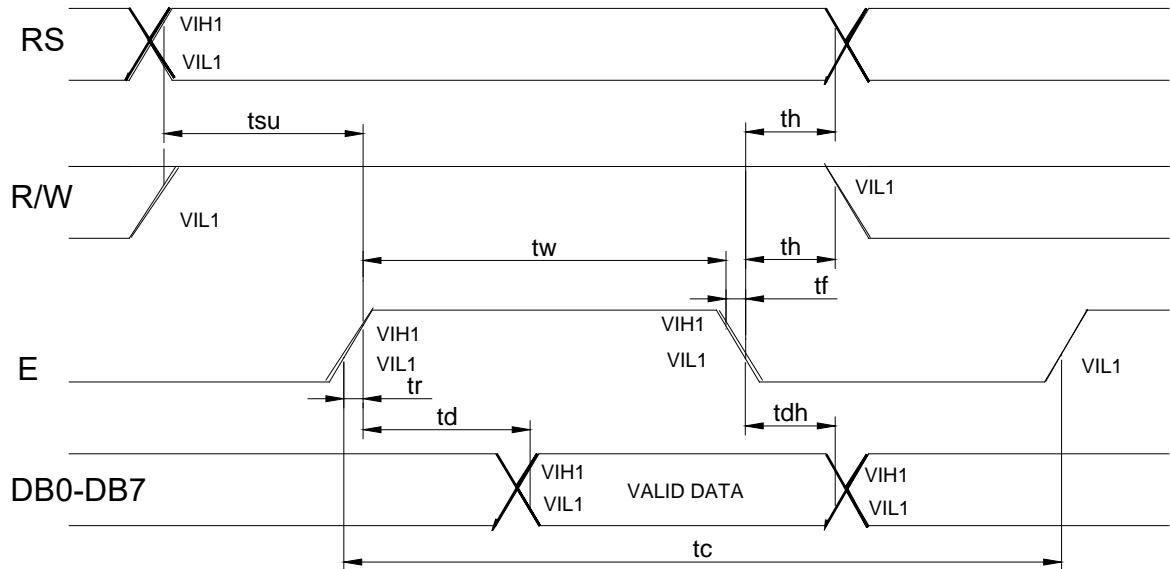 RS
VIH1
VIL1
tsu
th
R/W
VIL1
VIL1
tw
th
tf
E
VIH1
VIL1
VIH1
VIL1
VIL1
tr
td
tdh
DB0-DB7
VIH1
VIL1
VALID DATA
VIH1
VIL1
tc